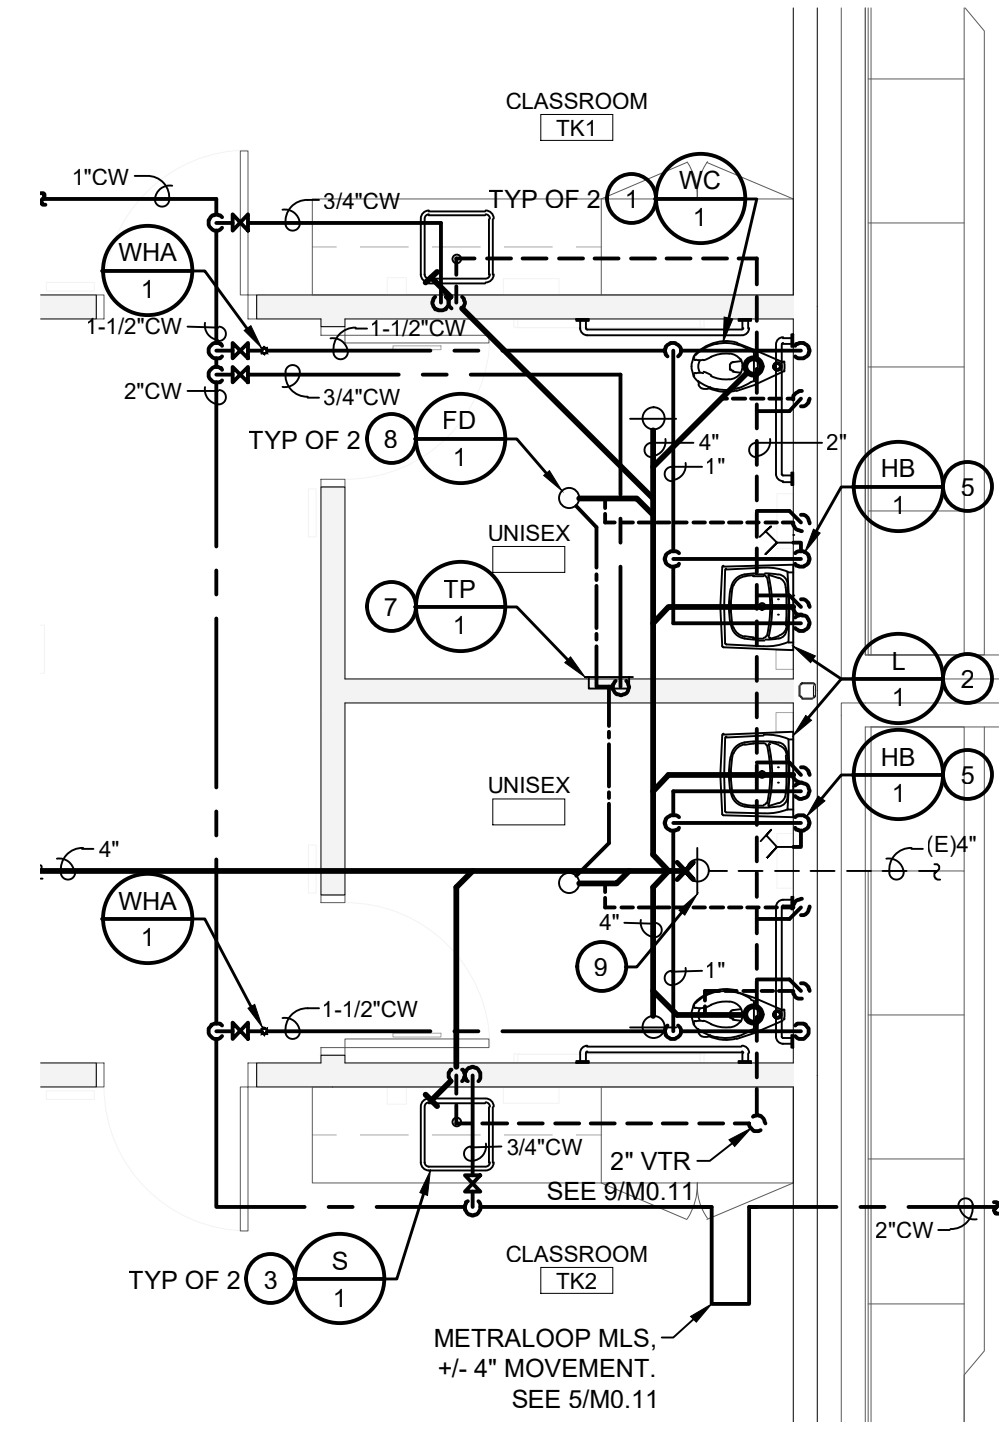 CLASSROOM
TK1
1"CW
3/4"CW
TYP OF 2
1
WC
1
WHA
1
1-1/2"CW
1-1/2"CW
2"CW
3/4"CW
TYP OF 2
8
FD
1
4"
1"
2"
HB
1
5
UNISEX
7
TP
1
L
1
2
UNISEX
HB
1
5
4"
(E)4"
WHA
1
4"
9
1"
1-1/2"CW
3/4"CW
2" VTR
SEE 9/M0.11
2"CW
TYP OF 2
3
S
1
CLASSROOM
TK2
METRALOOP MLS,
+/- 4" MOVEMENT.
SEE 5/M0.11